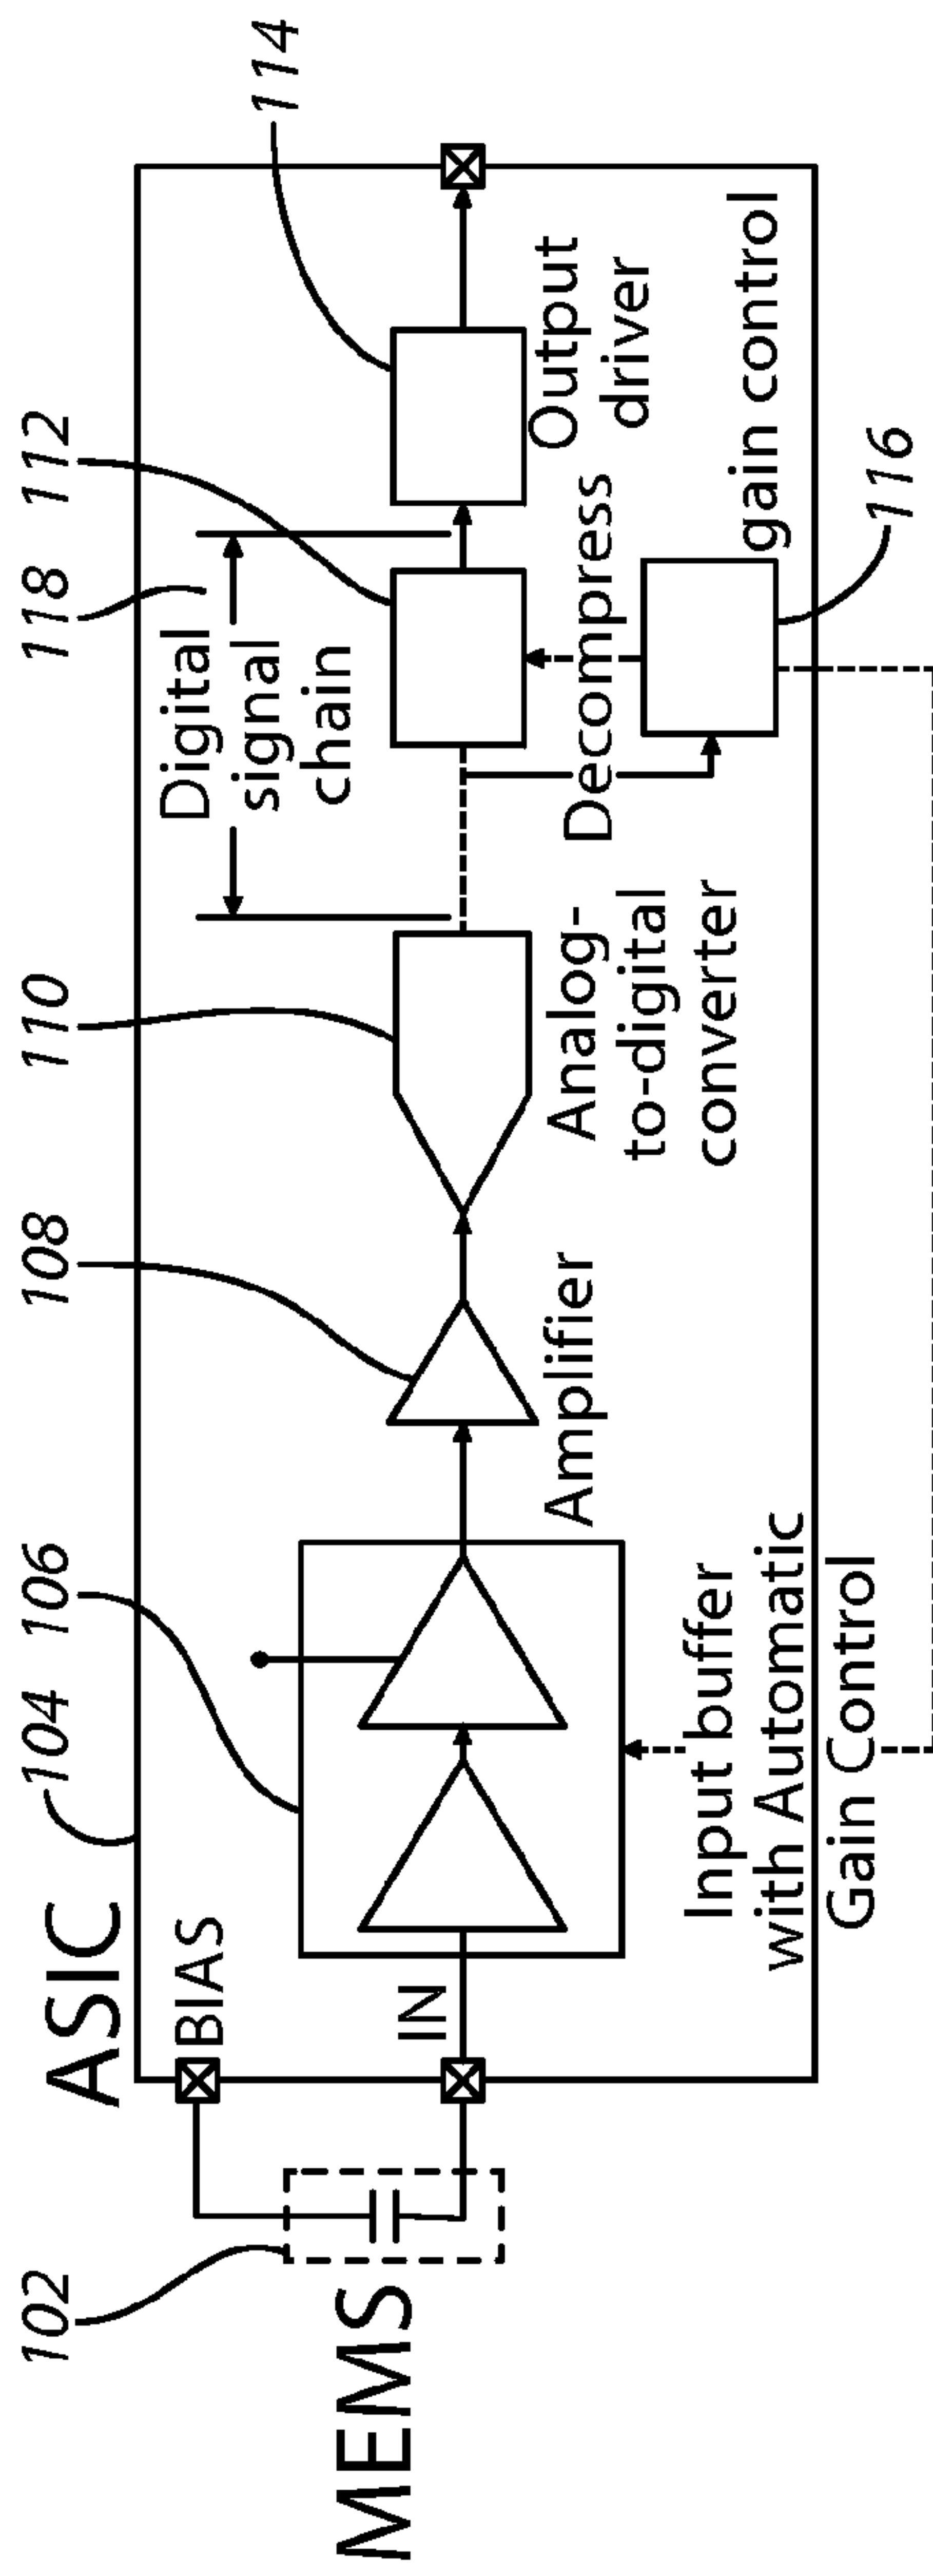 102
MEMS
ASIC
104
BIAS
IN
106
Input buffer
with Automatic
Gain Control
108
Amplifier
110
Analog-
to-digital
converter
118
Digital
signal
chain
112
Decompress
114
Output
driver
gain control
116